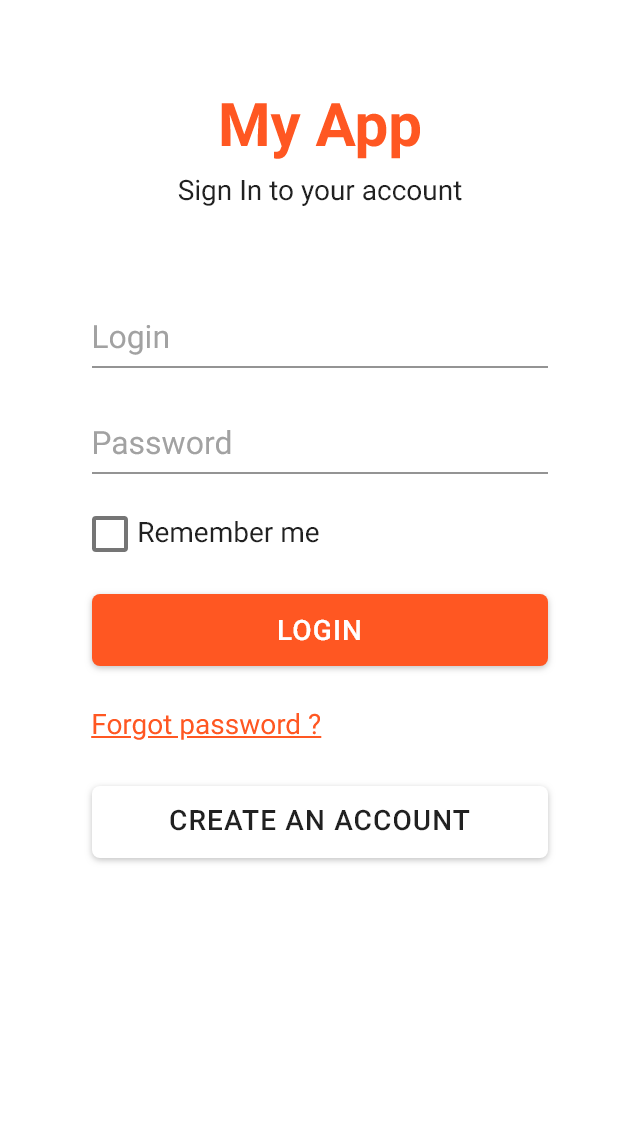 My App
Sign In to your account
Login
Password
Remember me
LOGIN
Forgot password ?
CREATE AN ACCOUNT